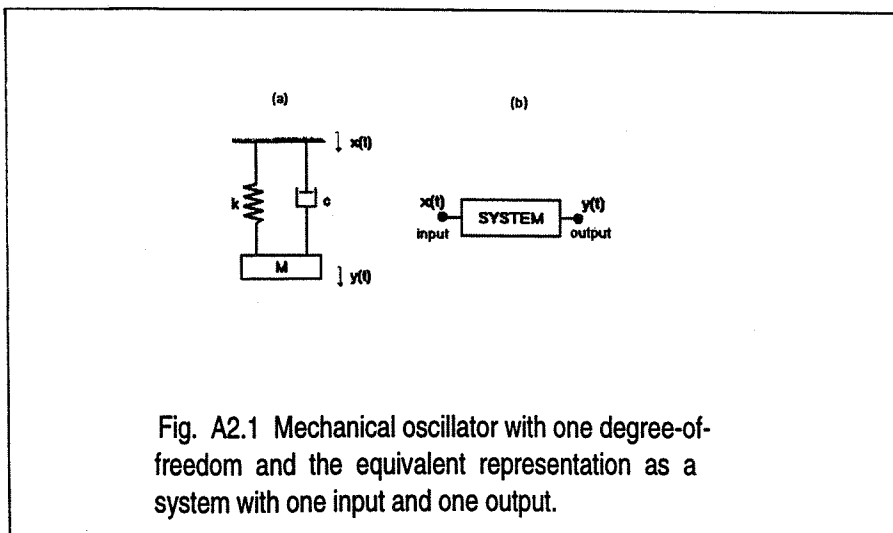 (a)
(b)
x(t)
k
c
M
y(t)
x(t)
y(t)
SYSTEM
input
output
Fig. A2.1 Mechanical oscillator with one degree-of-
freedom and the equivalent representation as a
system with one input and one output.